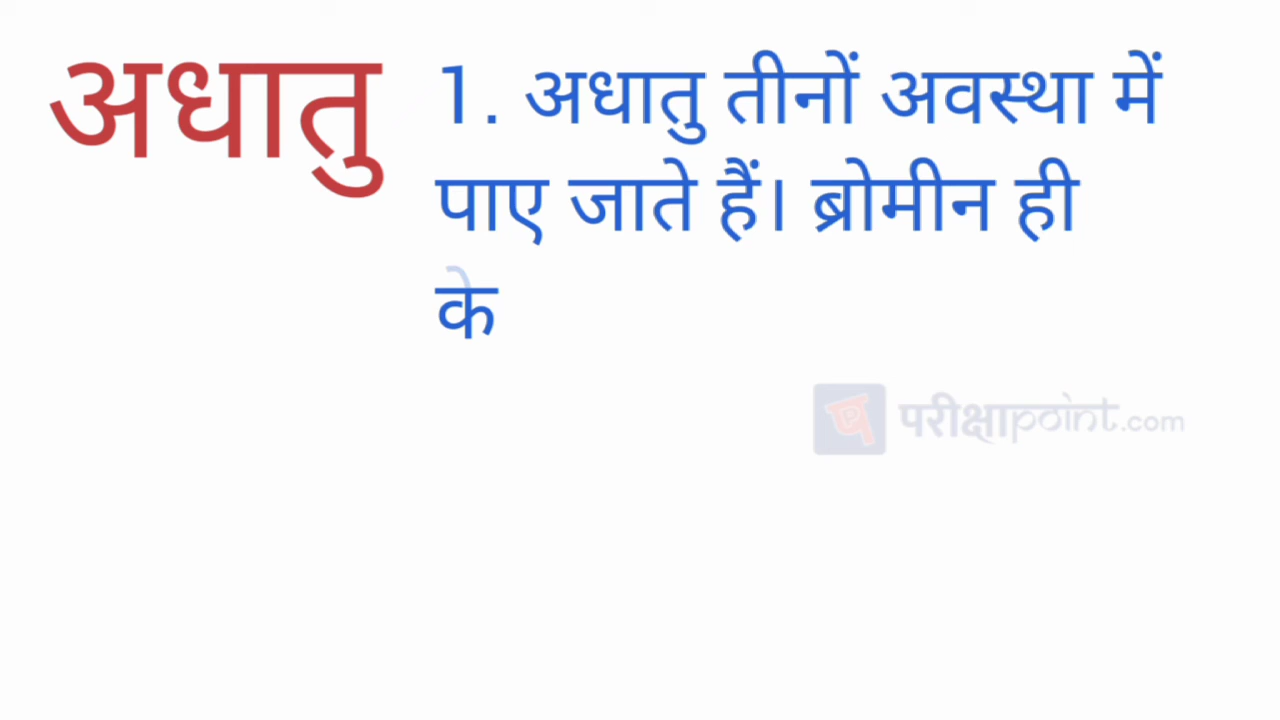 अधातु
1. अधातु तीनों अवस्था में
पाए जाते हैं। ब्रोमीन ही
के
परीक्षाpoint.com